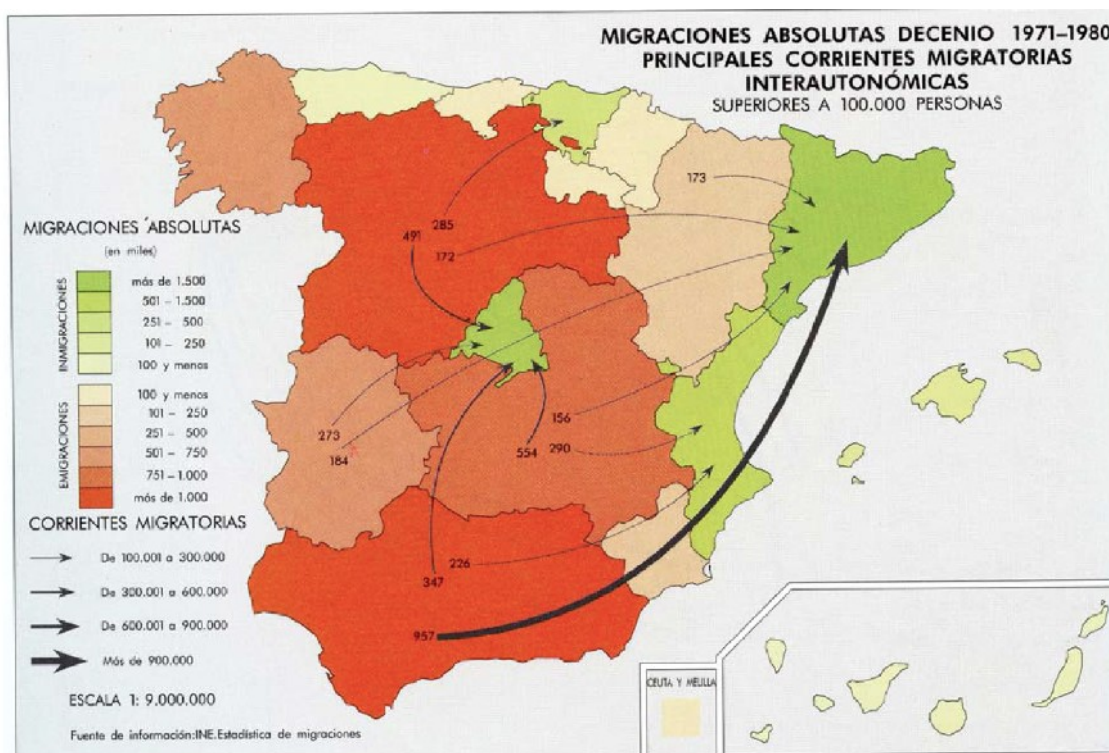 MIGRACIONES ABSOLUTAS DECENIO 1971–1980
PRINCIPALES CORRIENTES MIGRATORIAS
INTERAUTONÓMICAS
SUPERIORES A 100.000 PERSONAS
173
285
491
172
273
184
156
290
554
226
347
957
MIGRACIONES ABSOLUTAS
(en miles)
INMIGRACIONES
más de 1.500
501 – 1.500
251 – 500
101 – 250
100 y menos
EMIGRACIONES
100 y menos
101 – 250
251 – 500
501 – 750
751 – 1.000
más de 1.000
CORRIENTES MIGRATORIAS
De 100.001 a 300.000
De 300.001 a 600.000
De 600.001 a 900.000
Más de 900.000
ESCALA 1: 9.000.000
Fuente de información:INE.Estadística de migraciones
CEUTA Y MELILLA